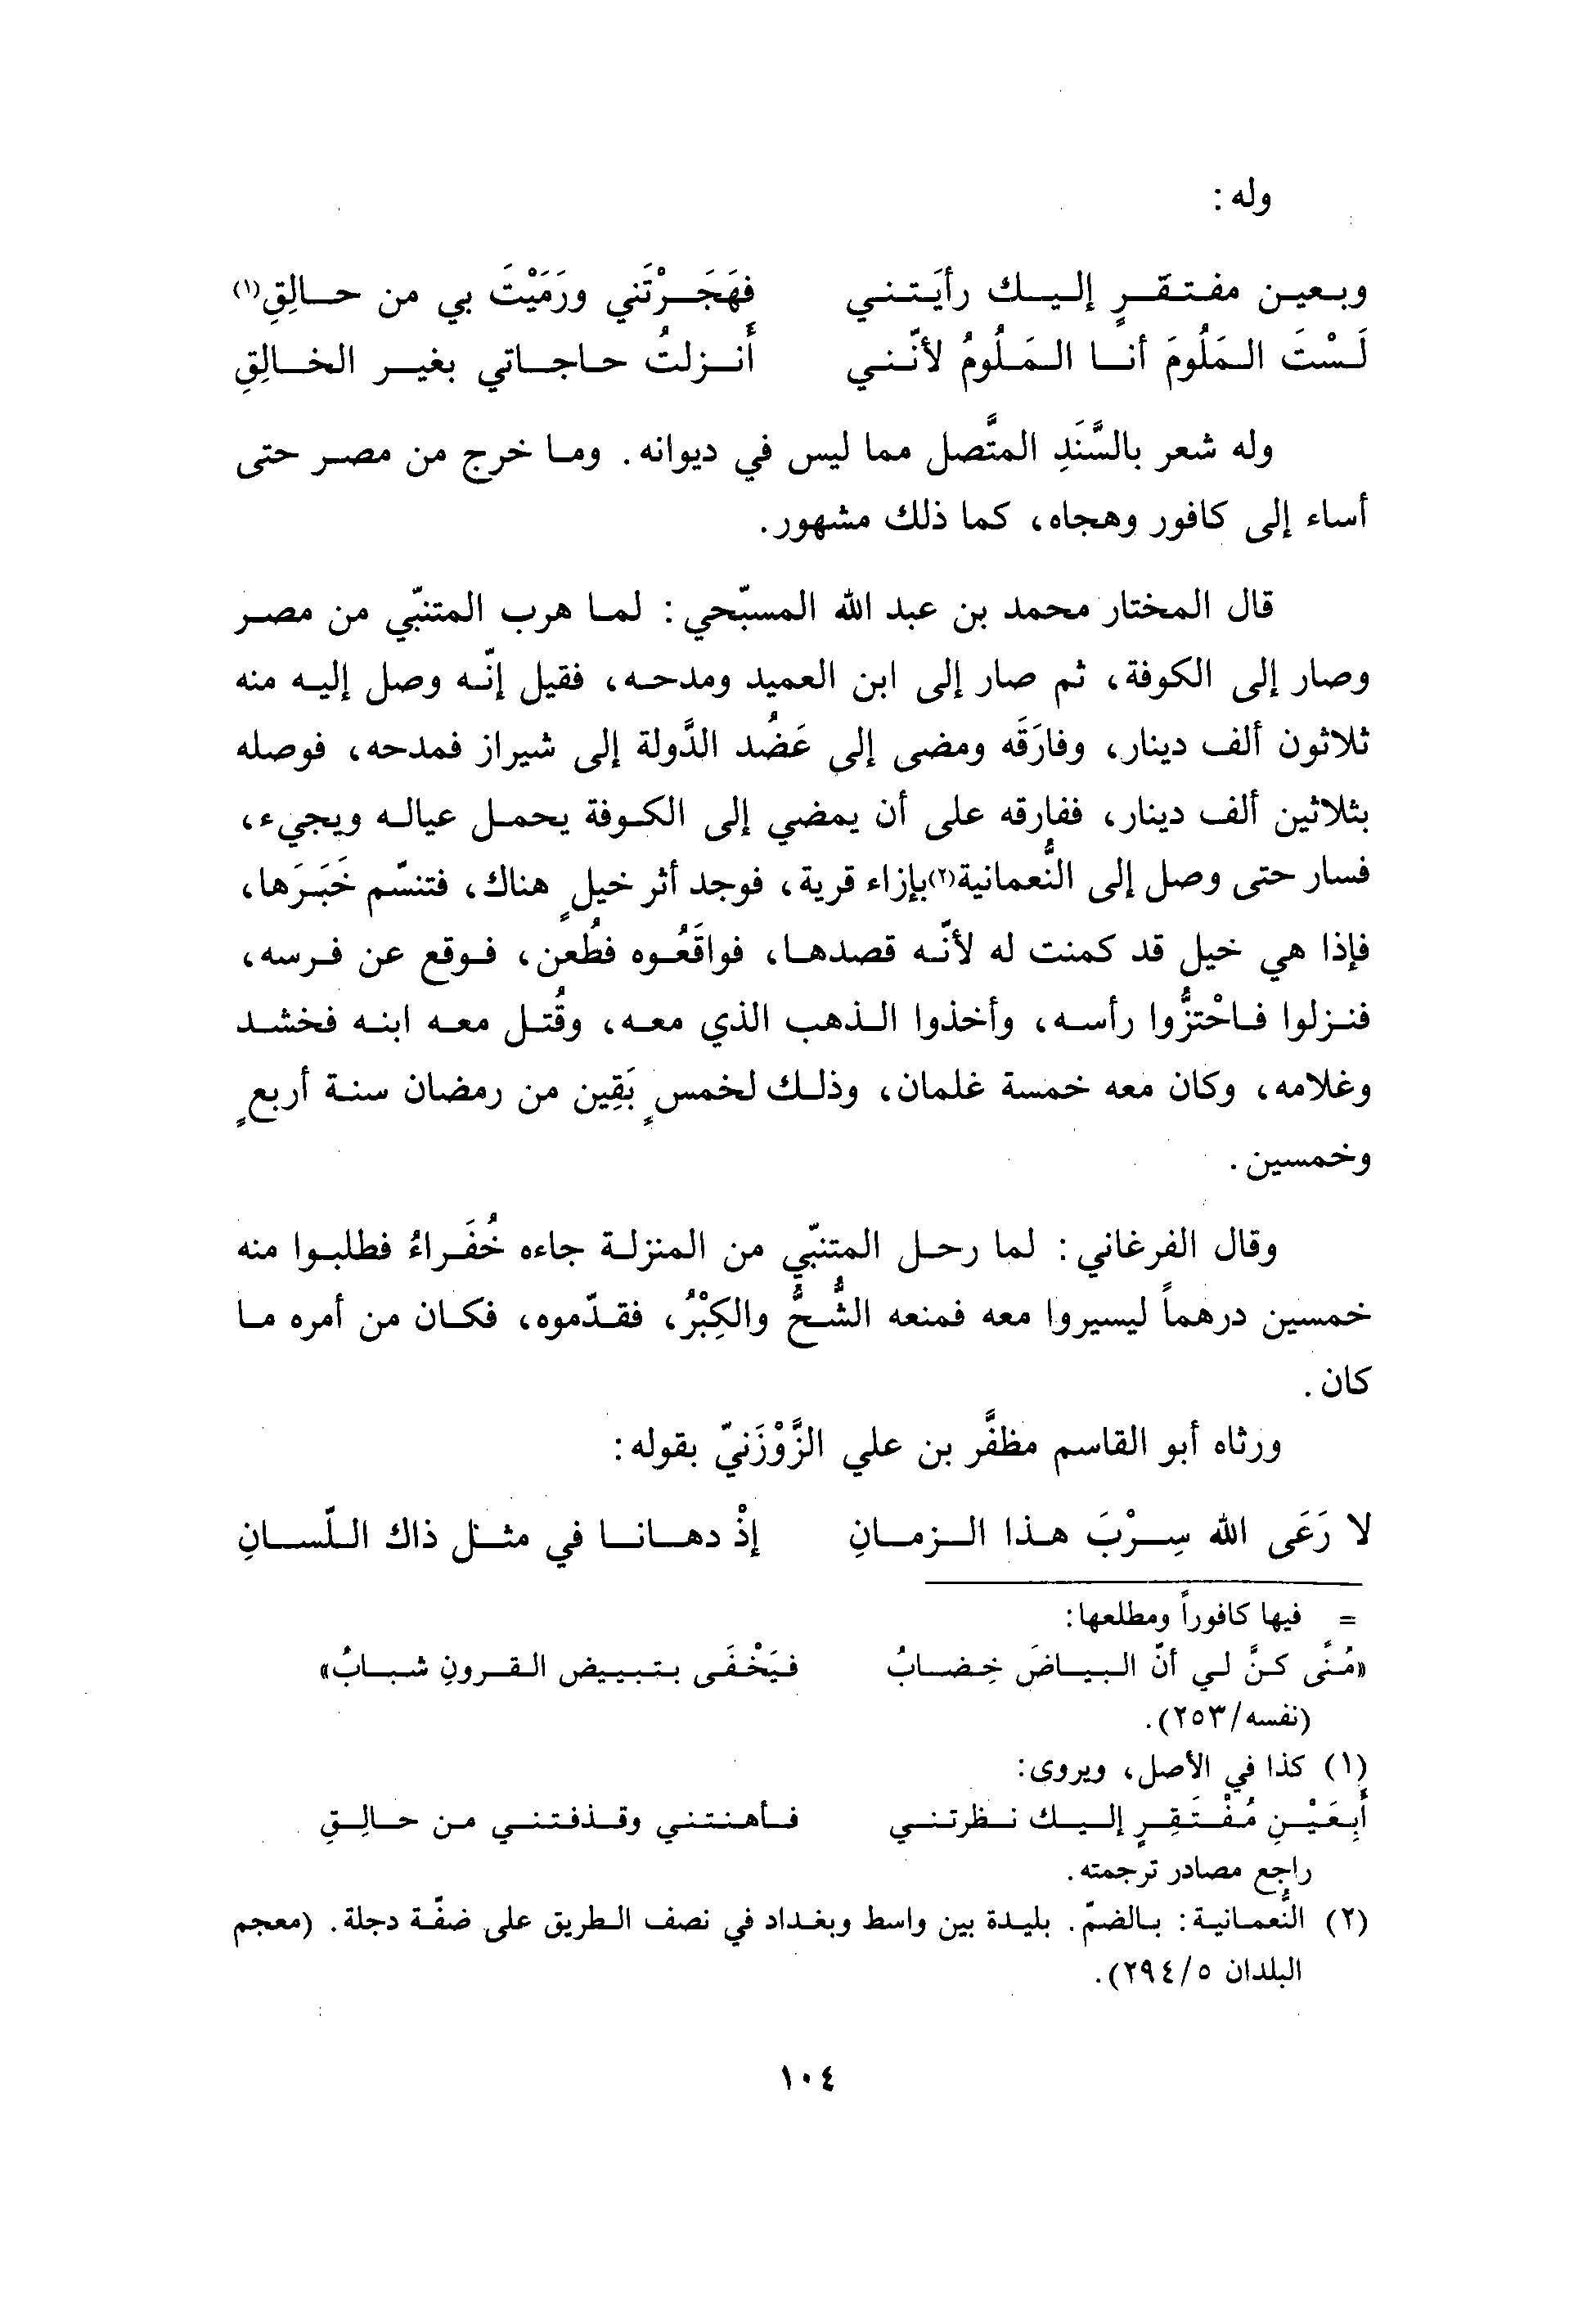 وله :
وبعين مفتقَرٍ إليك رأيَتني فهَجَرْتَني ورَمَيْتَ بي من حالِقِ(١)
لَسْتَ المَلُومَ أنا المَلُومُ لأنّني أَنزلتُ حاجاتي بغير الخالِقِ
وله شعر بالسَّنَدِ المتَّصل مما ليس في ديوانه. وما خرج من مصر حتى
أساء إلى كافور وهجاه، كما ذلك مشهور.
قال المختار محمد بن عبد الله المسبّحي: لما هرب المتنبّي من مصر
وصار إلى الكوفة، ثم صار إلى ابن العميد ومدحه، فقيل إنّه وصل إليه منه
ثلاثون ألف دينار، وفارَقَه ومضى إلى عَضُد الدَّولة إلى شيراز فمدحه، فوصله
بثلاثين ألف دينار، ففارقه على أن يمضي إلى الكوفة يحمل عياله ويجيء،
فسار حتى وصل إلى النُّعمانية(٢) بإزاء قرية، فوجد أثر خيلٍ هناك، فتنسّم خَبَرَها،
فإذا هي خيل قد كمنت له لأنّه قصدها، فواقَعُوه فطُعن، فوقع عن فرسه،
فنزلوا فاحْتزُّوا رأسه، وأخذوا الذهب الذي معه، وقُتل معه ابنه فخشد
وغلامه، وكان معه خمسة غلمان، وذلك لخمسٍ بَقِين من رمضان سنة أربعٍ
وخمسين.
وقال الفرغاني: لما رحل المتنبّي من المنزلة جاءه خُفَراءُ فطلبوا منه
خمسين درهماً ليسيروا معه فمنعه الشُّحُّ والكِبْرُ، فقدّموه، فكان من أمره ما
كان.
ورثاه أبو القاسم مظفَّر بن علي الزَّوْزَنيّ بقوله:
لا رَعَى الله سِرْبَ هذا الزمانِ إذْ دهانا في مثل ذاك اللّسانِ
= فيها كافوراً ومطلعها:
«مُنًى كنَّ لي أنّ البياضَ خِضابُ فيَخْفَى بتبييض القرونِ شبابُ»
(نفسه/٢٥٣).
(١) كذا في الأصل، ويروى:
أَبِعَيْنِ مُفْتَقِرٍ إليك نظرتني فأهنتني وقذفتني من حالِقِ
راجع مصادر ترجمته.
(٢) النُّعمانية: بالضمّ. بليدة بين واسط وبغداد في نصف الطريق على ضفّة دجلة. (معجم
البلدان ٢٩٤/٥).
١٠٤